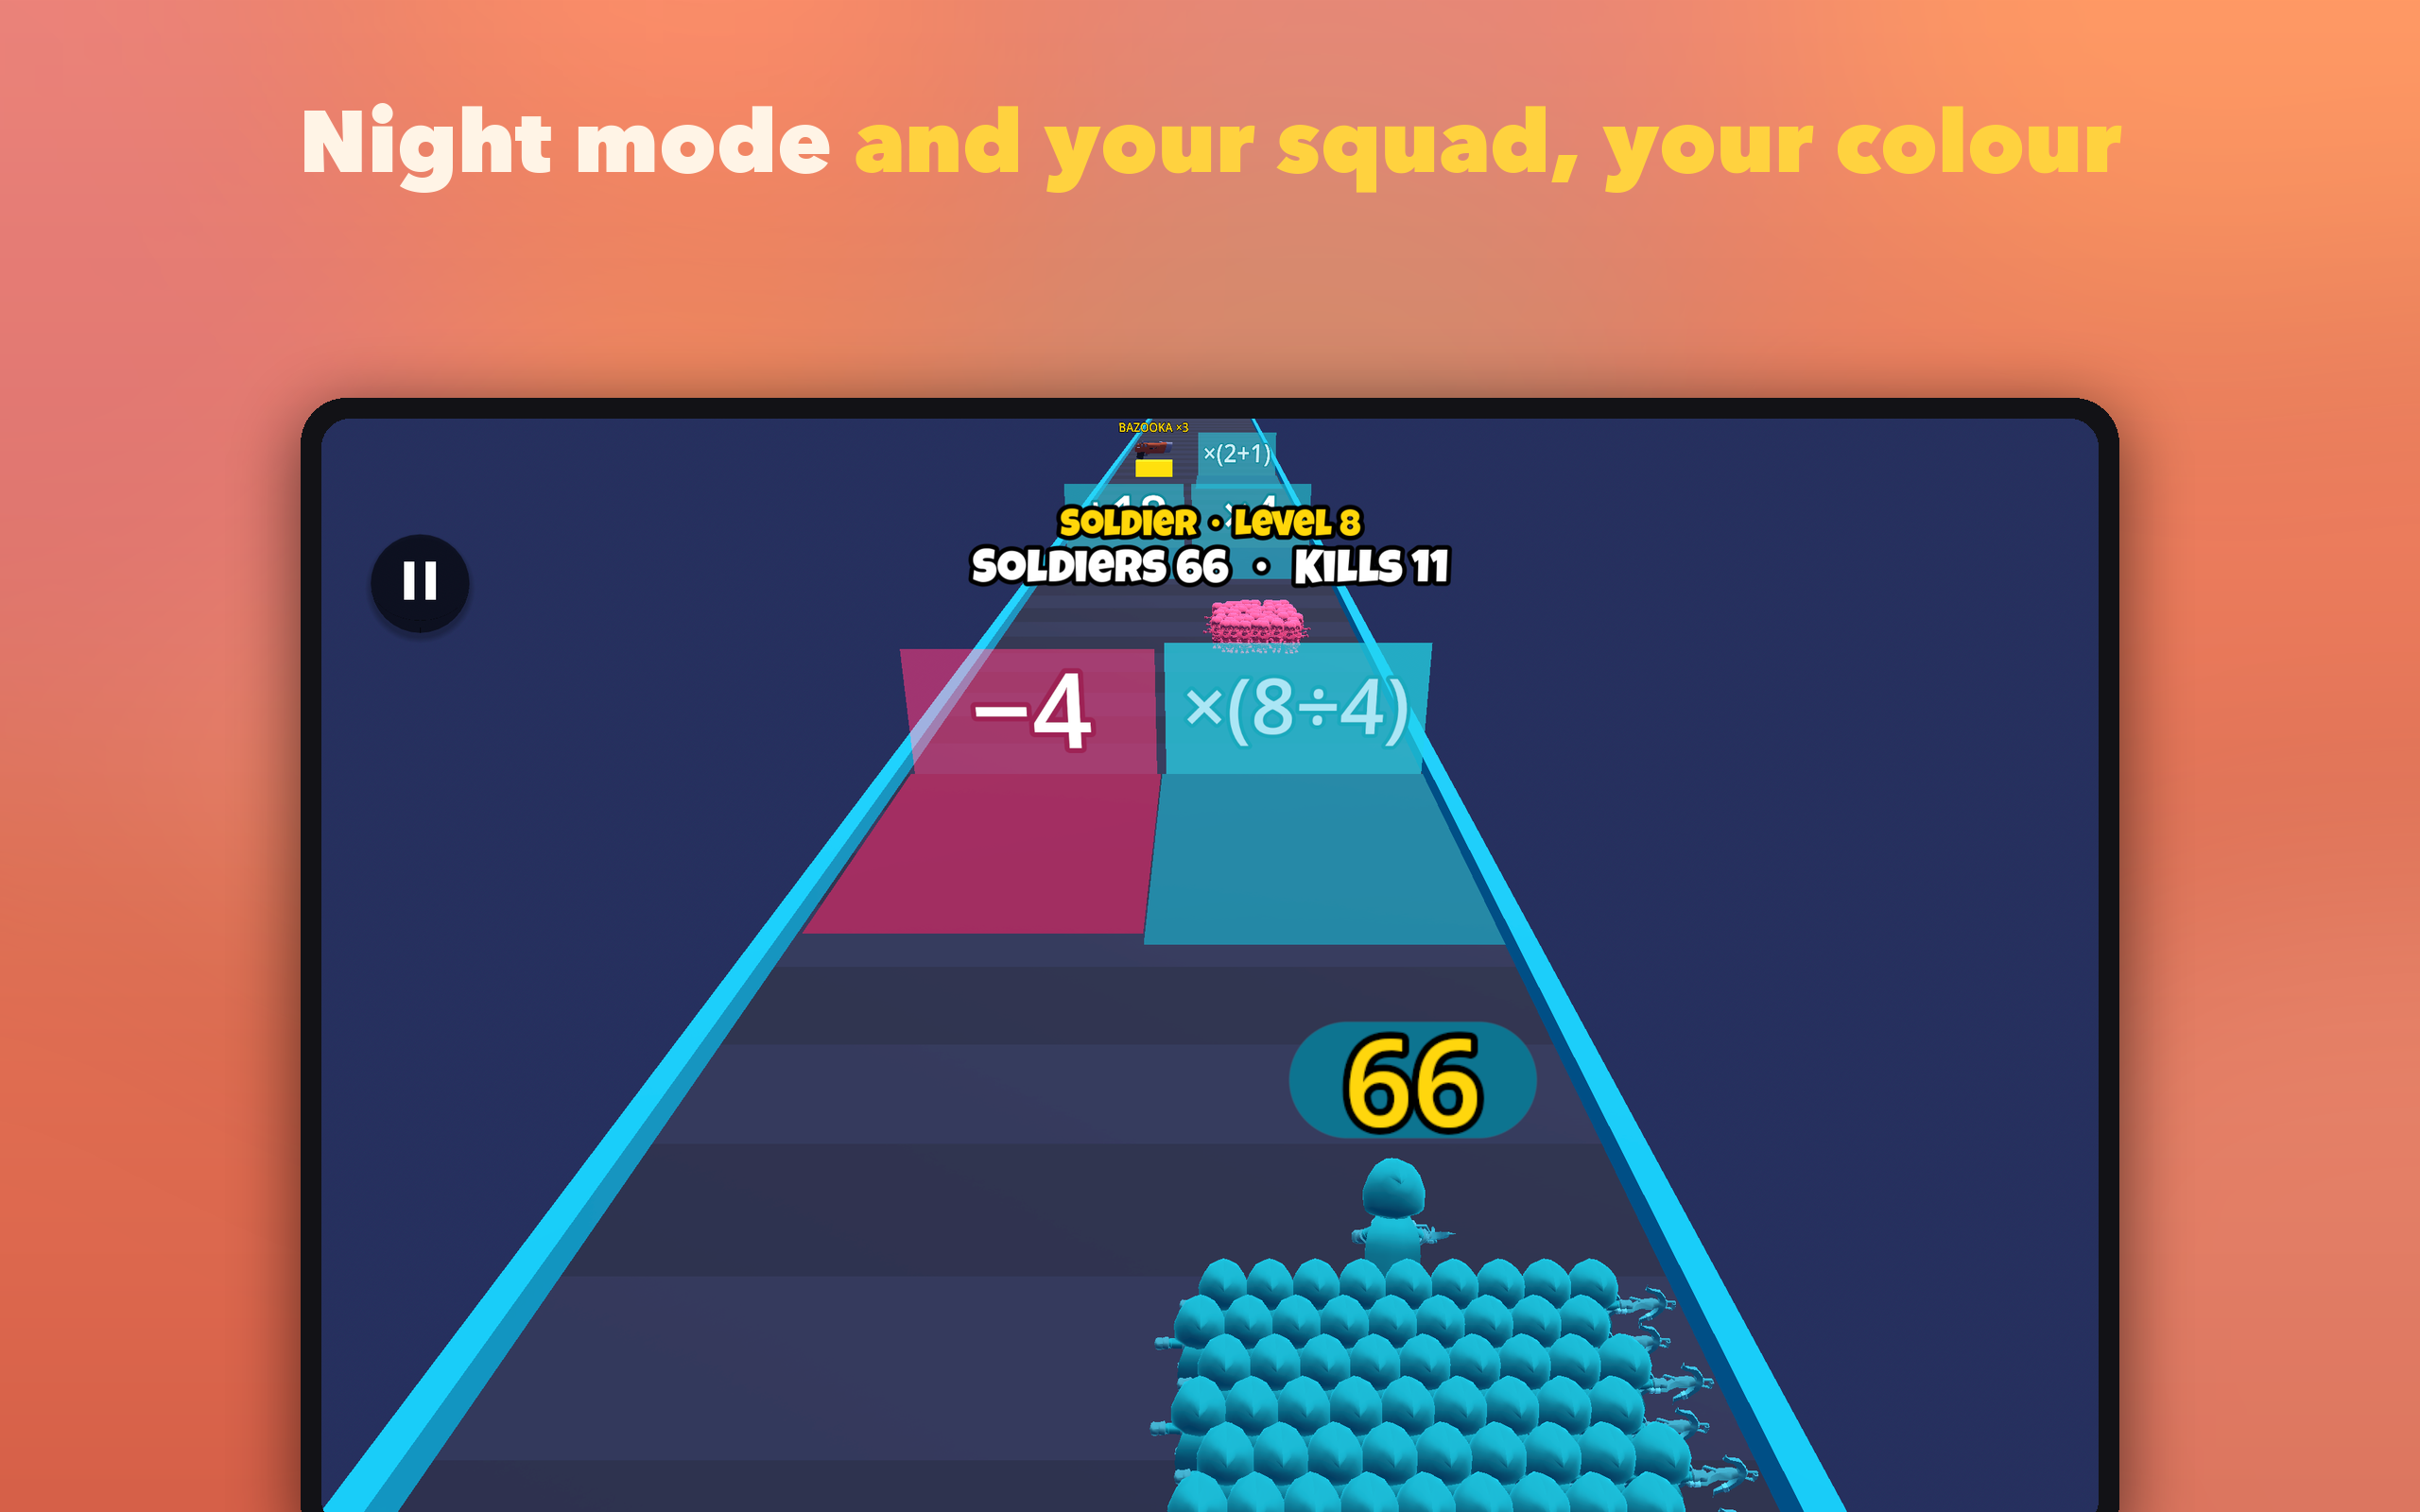 Night mode and your squad, your colour
BAZOOKA ×3
×(2+1)
SOLDIER • LEVEL 8
SOLDIERS 66 • KILLS 11
−4
×(8÷4)
66